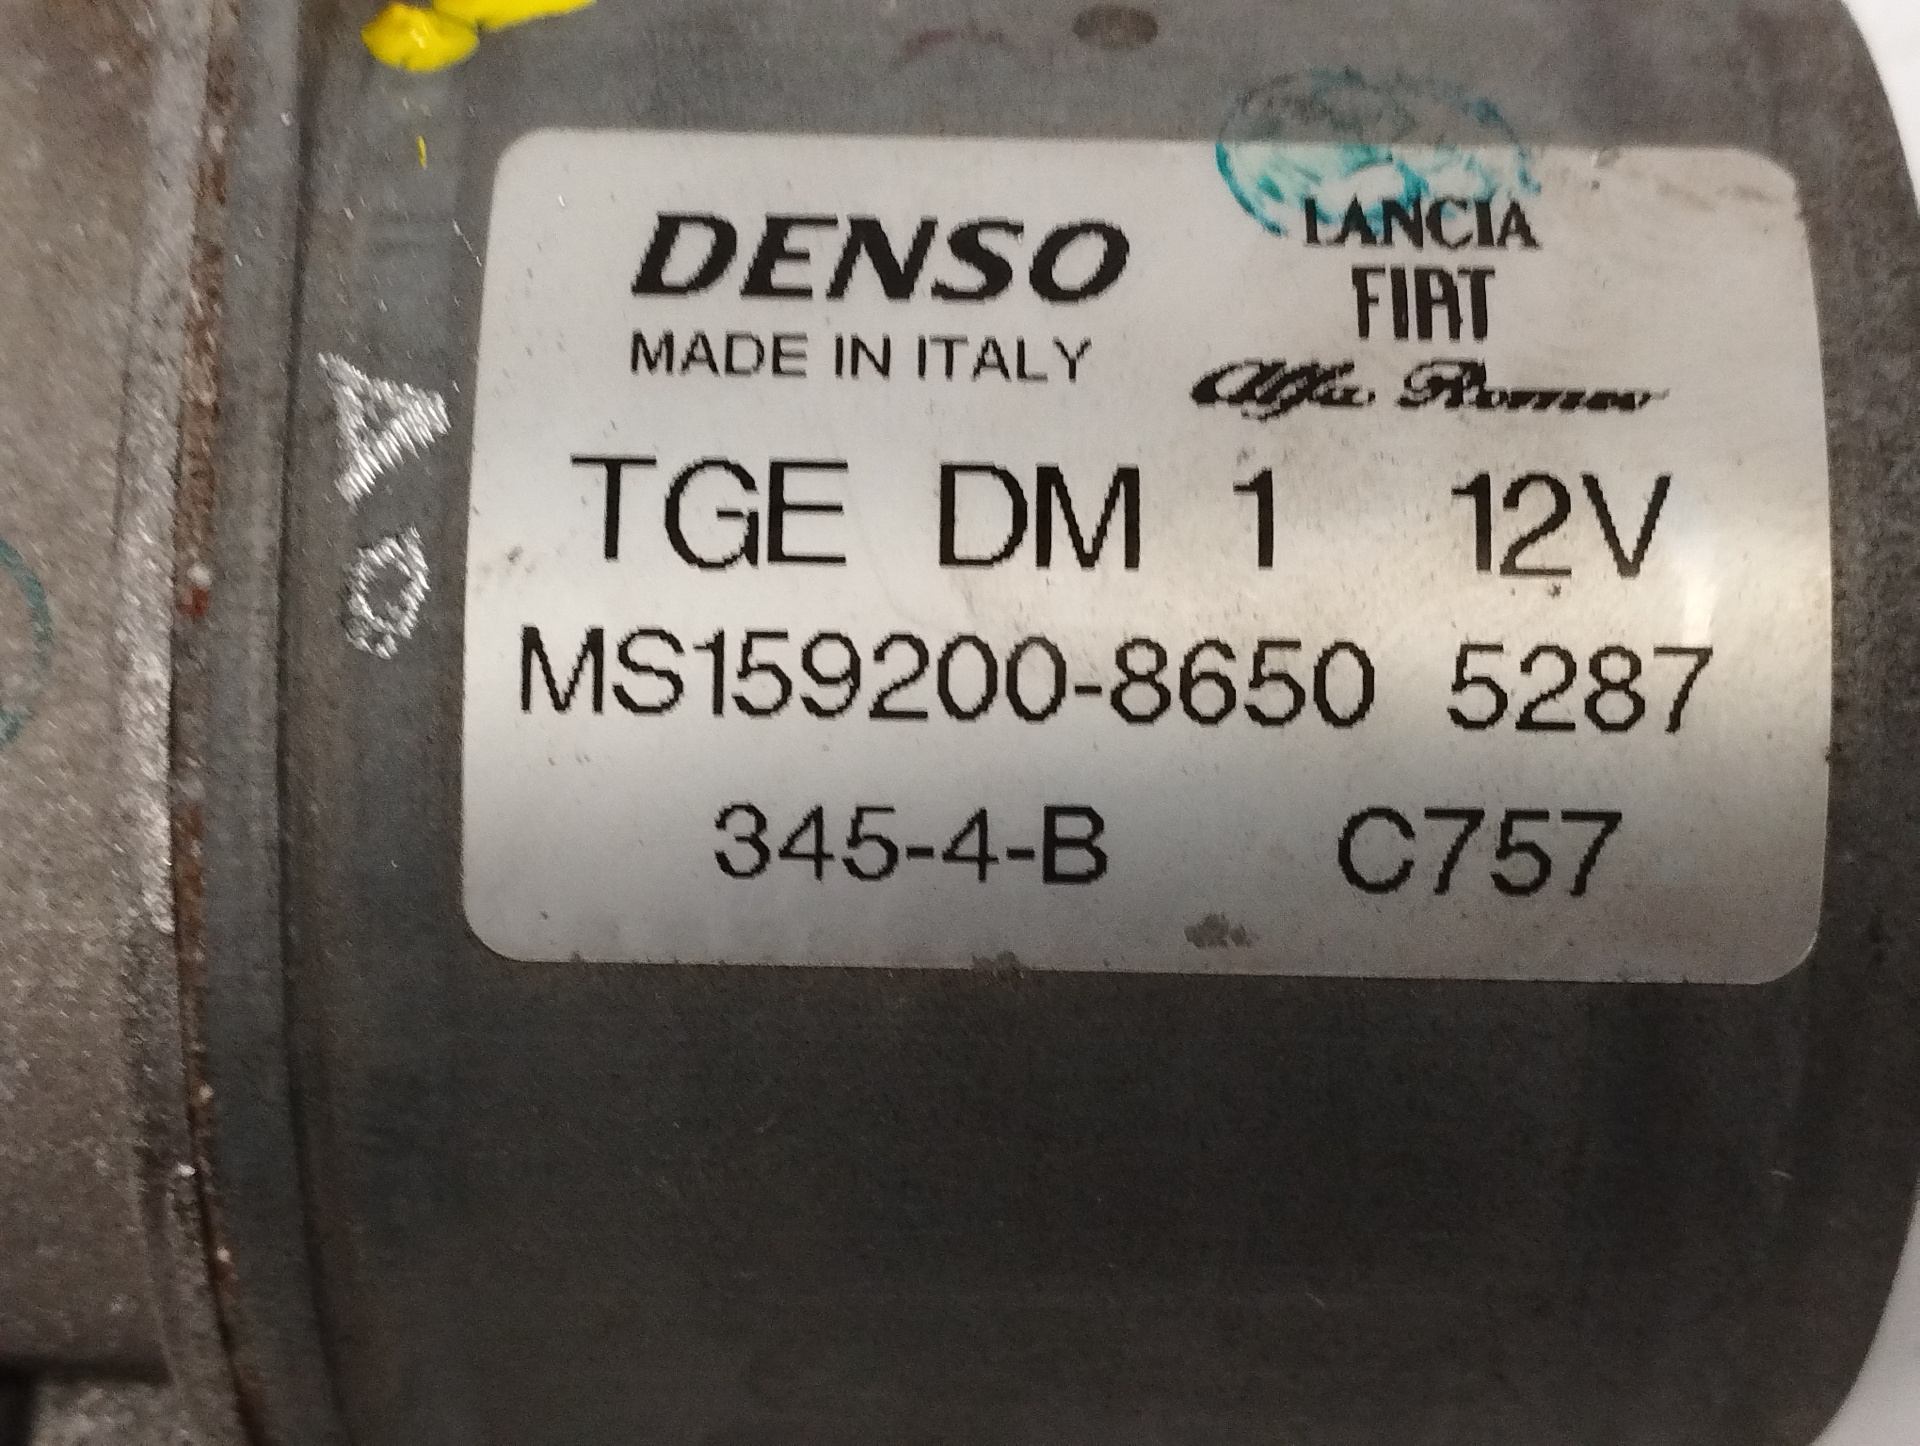 DENSO
MADE IN ITALY
LANCIA
FIAT
Alfa Romeo
TGE DM 1 12V
MS159200-8650 5287
345-4-B C757